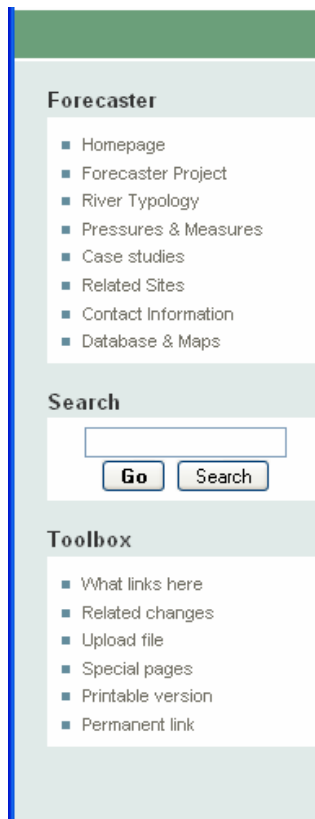 Forecaster
Homepage
Forecaster Project
River Typology
Pressures & Measures
Case studies
Related Sites
Contact Information
Database & Maps
Search
Go Search
Toolbox
What links here
Related changes
Upload file
Special pages
Printable version
Permanent link